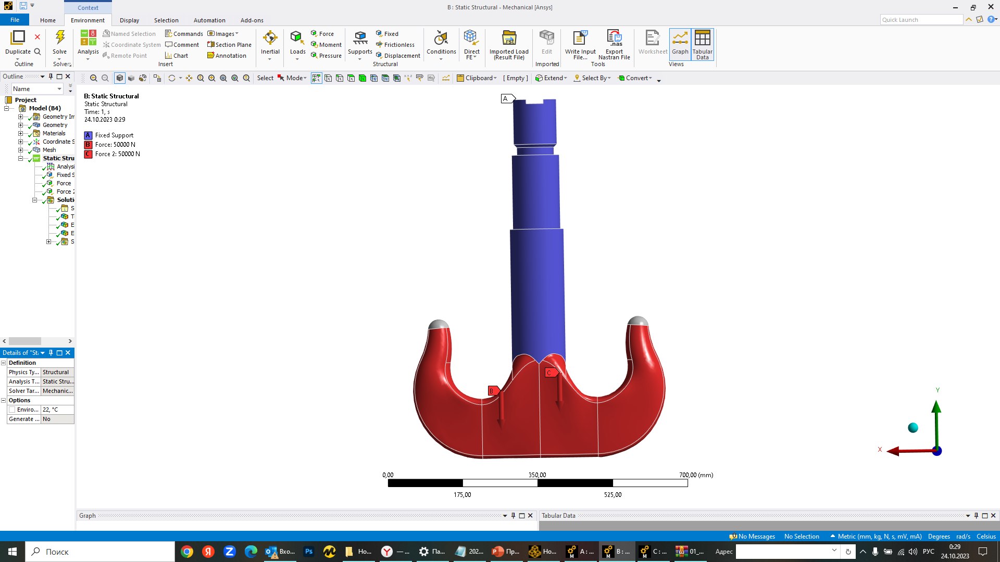 Context
B : Static Structural - Mechanical [Ansys]
File
Home
Environment
Display
Selection
Automation
Add-ons
Quick Launch
Duplicate
Outline
Solve
Solver
Analysis
Named Selection
Coordinate System
Remote Point
Commands
Comment
Chart
Images
Section Plane
Annotation
Insert
Inertial
Loads
Force
Moment
Pressure
Supports
Fixed
Frictionless
Displacement
Structural
Conditions
Direct
FE
Imported Load
(Result File)
Edit
Imported
Write Input
File...
Export
Nastran File
Tools
Worksheet
Graph
Tabular
Data
Views
Outline
Select
Mode
Clipboard
[ Empty ]
Extend
Select By
Convert
Name
Project
Model (B4)
Geometry Im
Geometry
Materials
Coordinate S
Mesh
Static Stru
Analysi
Fixed S
Force
Force 2
Soluti
S
T
E
E
S
B: Static Structural
Static Structural
Time: 1, s
24.10.2023 0:29
A Fixed Support
B Force: 50000 N
C Force 2: 50000 N
A
B
C
Y
X
0,00
350,00
700,00 (mm)
175,00
525,00
Details of "St
Definition
Physics Ty... Structural
Analysis T... Static Stru...
Solver Tar... Mechanic...
Options
Enviro... 22, °C
Generate ... No
Graph
Tabular Data
No Messages
No Selection
Metric (mm, kg, N, s, mV, mA)
Degrees
rad/s
Celsius
Поиск
Вхо...
Но...
— ...
Па...
202...
Пр...
Но...
A : ...
B : ...
C : ...
01_...
Адрес
РУС
0:29
24.10.2023